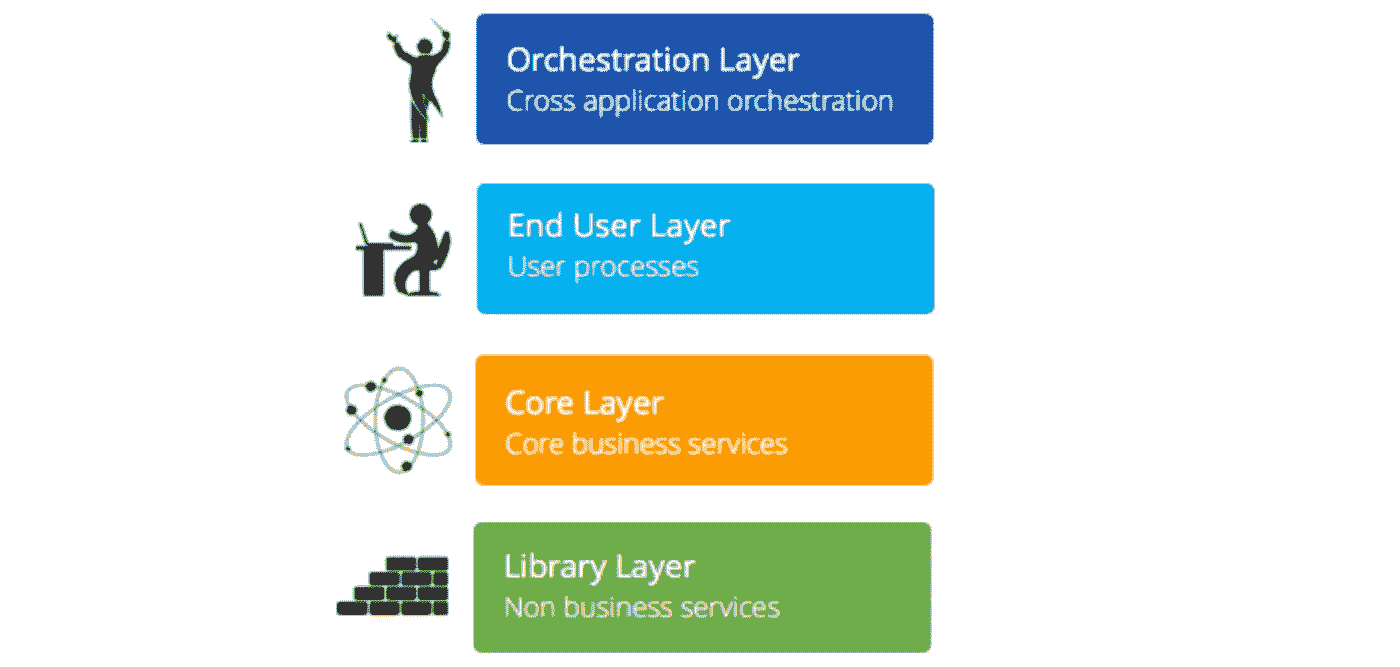 Orchestration Layer
Cross application orchestration
End User Layer
User processes
Core Layer
Core business services
Library Layer
Non business services